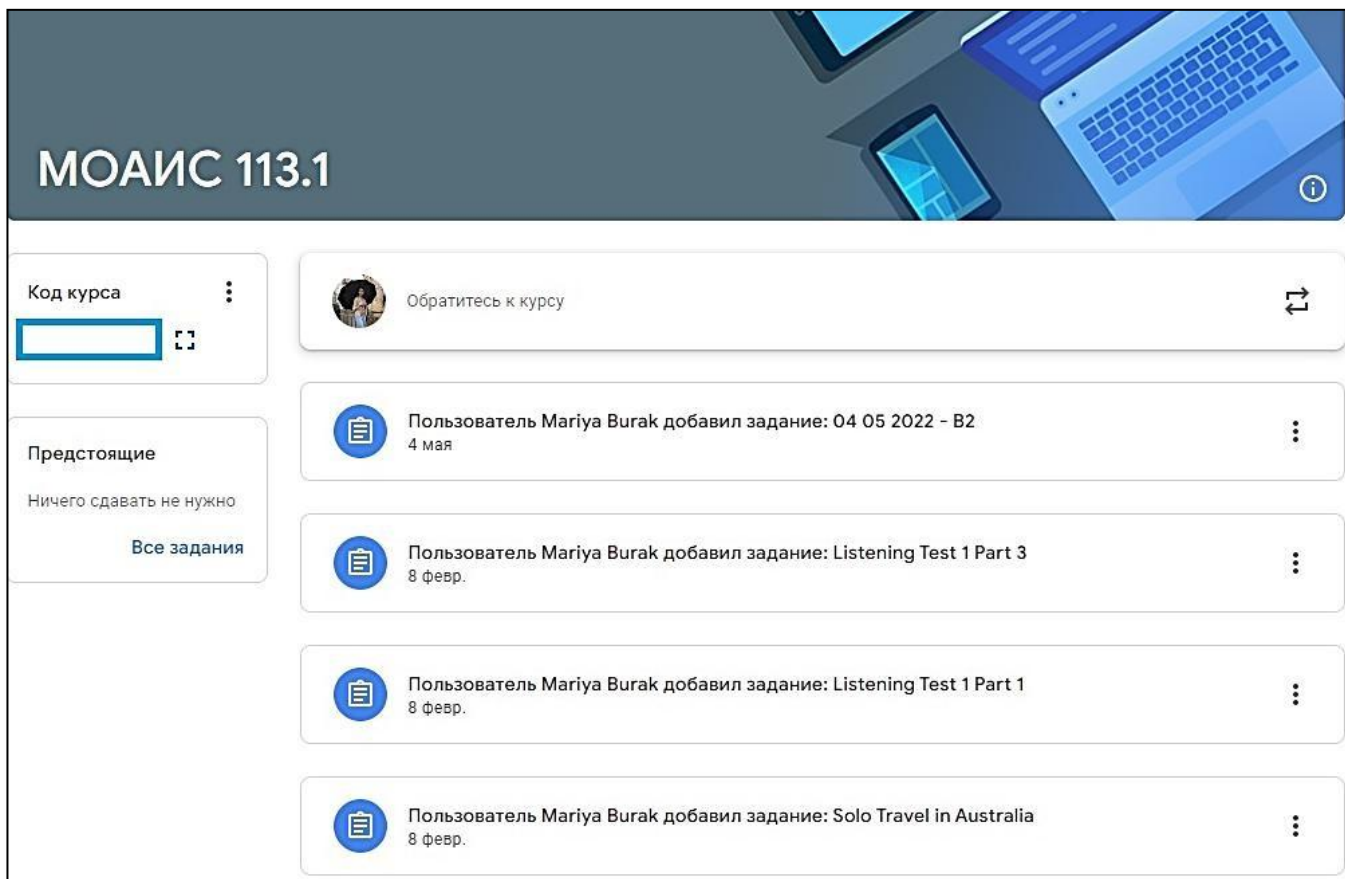 МОАИС 113.1
Код курса
Предстоящие
Ничего сдавать не нужно
Все задания
Обратитесь к курсу
Пользователь Mariya Burak добавил задание: 04 05 2022 - B2
4 мая
Пользователь Mariya Burak добавил задание: Listening Test 1 Part 3
8 февр.
Пользователь Mariya Burak добавил задание: Listening Test 1 Part 1
8 февр.
Пользователь Mariya Burak добавил задание: Solo Travel in Australia
8 февр.